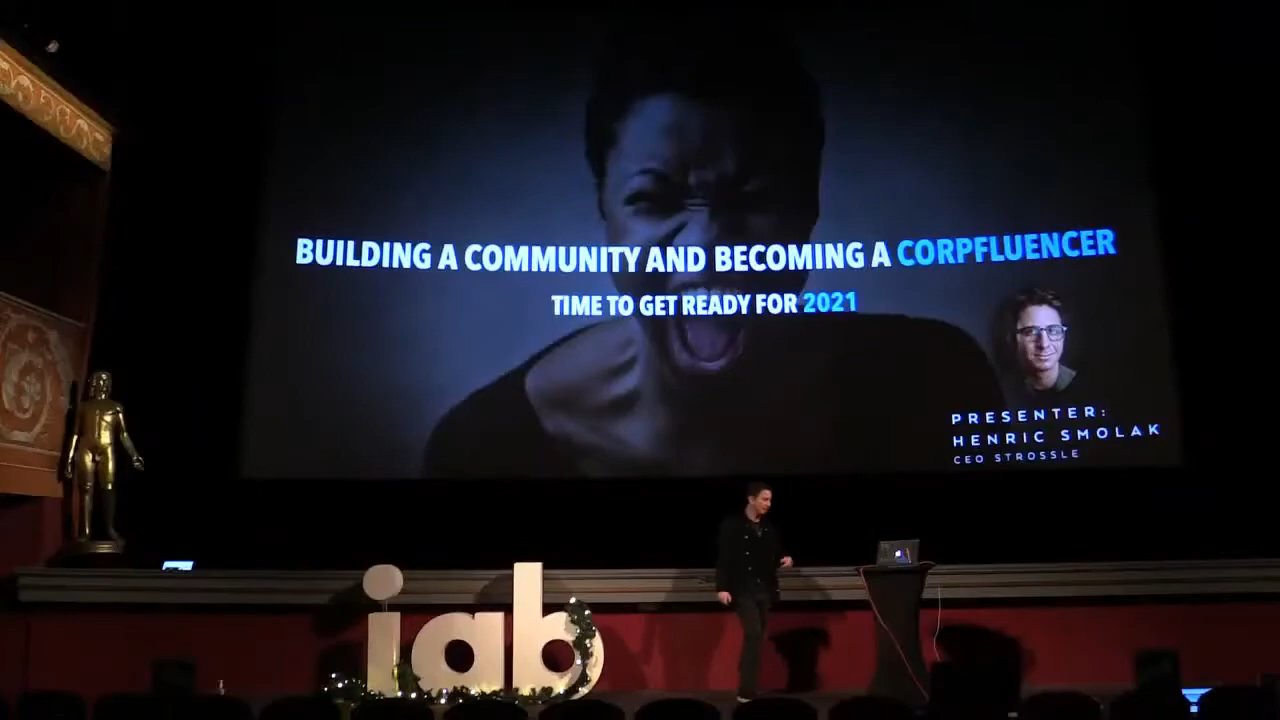 BUILDING A COMMUNITY AND BECOMING A CORPFLUENCER
TIME TO GET READY FOR 2021
PRESENTER:
HENRIC SMOLAK
CEO STROSSLE
iab